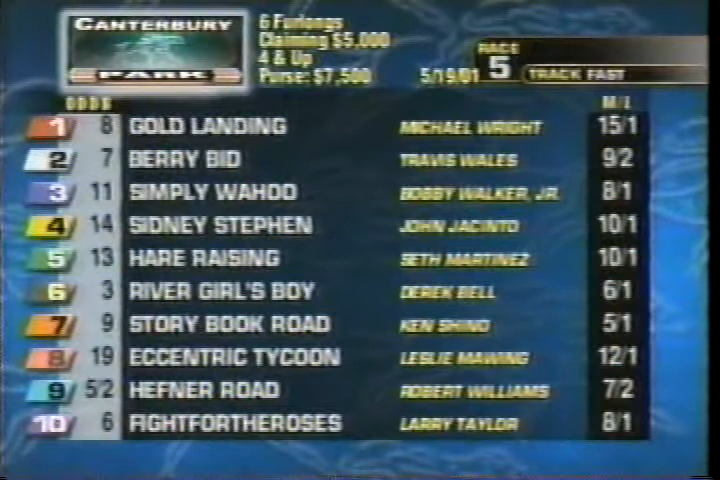 CANTERBURY
PARK
6 Furlongs
Claiming $5,000
4 & Up
Purse: $7,500
5/19/01
RACE
5
TRACK FAST
ODDS
M/L
1 8 GOLD LANDING MICHAEL WRIGHT 15/1
2 7 BERRY BID TRAVIS WALES 9/2
3 11 SIMPLY WAHOO BOBBY WALKER, JR. 8/1
4 14 SIDNEY STEPHEN JOHN JACINTO 10/1
5 13 HARE RAISING SETH MARTINEZ 10/1
6 3 RIVER GIRL'S BOY DEREK BELL 6/1
7 9 STORY BOOK ROAD KEN SHINO 5/1
8 19 ECCENTRIC TYCOON LESLIE MAWING 12/1
9 5/2 HEFNER ROAD ROBERT WILLIAMS 7/2
10 6 FIGHTFORTHEROSES LARRY TAYLOR 8/1